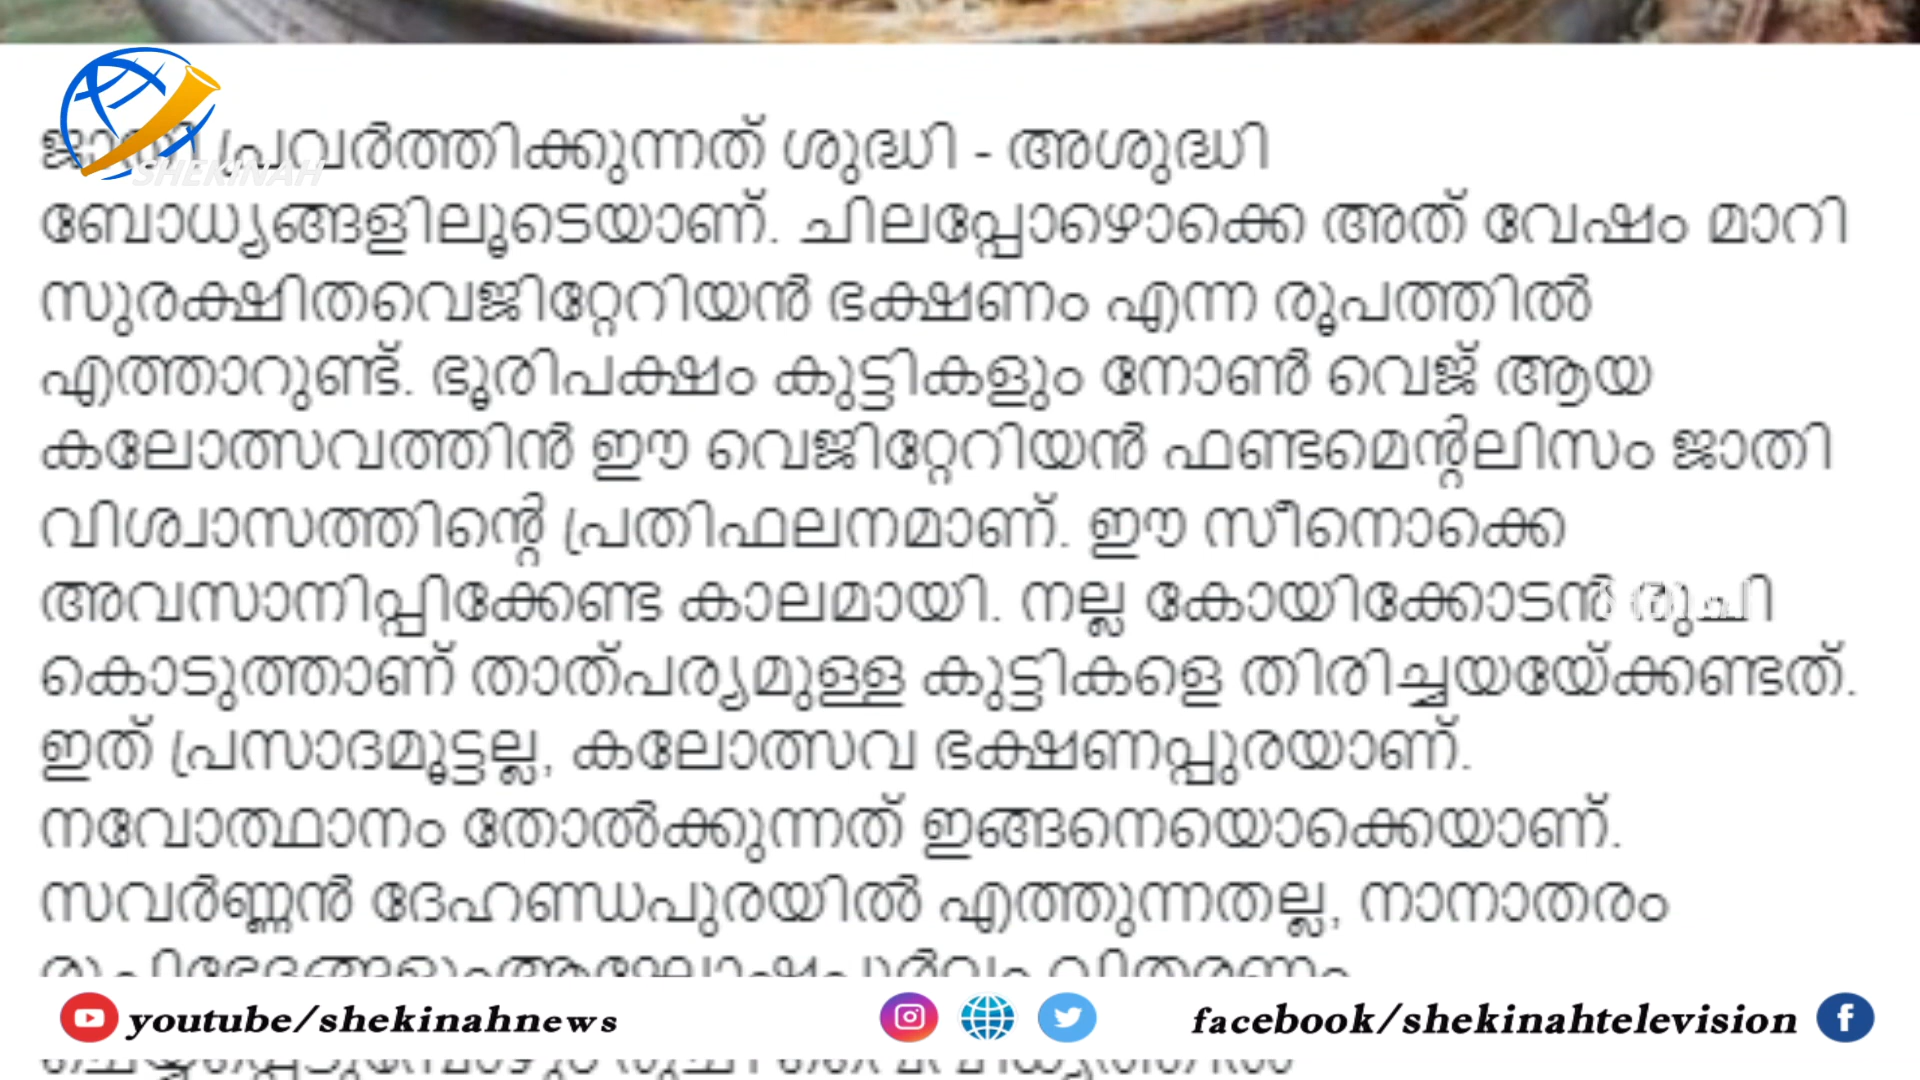 SHEKINAH
ജാതി പ്രവർത്തിക്കുന്നത് ശുദ്ധി - അശുദ്ധി
ബോധ്യങ്ങളിലൂടെയാണ്. ചിലപ്പോഴൊക്കെ അത് വേഷം മാറി
സുരക്ഷിതവെജിറ്റേറിയൻ ഭക്ഷണം എന്ന രൂപത്തിൽ
എത്താറുണ്ട്. ഭൂരിപക്ഷം കുട്ടികളും നോൺ വെജ് ആയ
കലോത്സവത്തിൻ ഈ വെജിറ്റേറിയൻ ഫണ്ടമെന്റലിസം ജാതി
വിശ്വാസത്തിന്റെ പ്രതിഫലനമാണ്. ഈ സീനൊക്കെ
അവസാനിപ്പിക്കേണ്ട കാലമായി. നല്ല കോയിക്കോടൻ രുചി
കൊടുത്താണ് താത്പര്യമുള്ള കുട്ടികളെ തിരിച്ചയയ്ക്കേണ്ടത്.
ഇത് പ്രസാദമൂട്ടല്ല, കലോത്സവ ഭക്ഷണപ്പുരയാണ്.
നവോത്ഥാനം തോൽക്കുന്നത് ഇങ്ങനെയൊക്കെയാണ്.
സവർണ്ണൻ ദേഹണ്ഡപുരയിൽ എത്തുന്നതല്ല, നാനാതരം
youtube/shekinahnews
facebook/shekinahtelevision